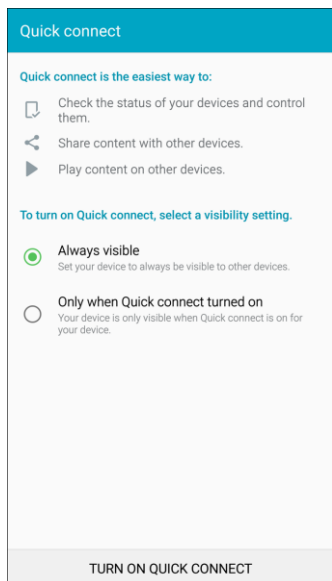 Quick connect
Quick connect is the easiest way to:
Check the status of your devices and control
them.
Share content with other devices.
Play content on other devices.
To turn on Quick connect, select a visibility setting.
Always visible
Set your device to always be visible to other devices.
Only when Quick connect turned on
Your device is only visible when Quick connect is on for
your device.
TURN ON QUICK CONNECT